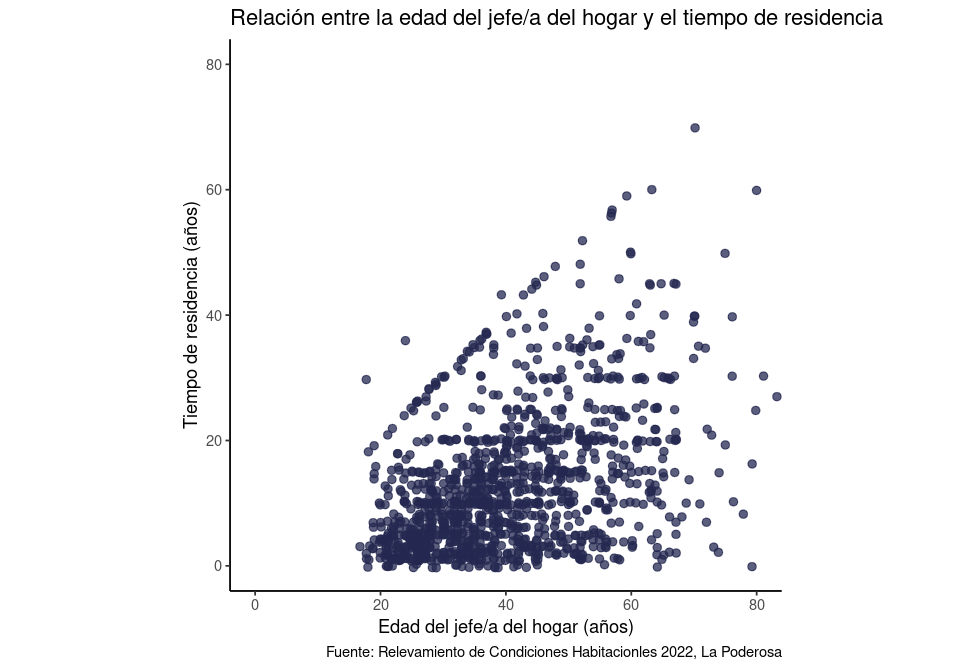 Relación entre la edad del jefe/a del hogar y el tiempo de residencia
80
60
40
20
0
Tiempo de residencia (años)
0 20 40 60 80
Edad del jefe/a del hogar (años)
Fuente: Relevamiento de Condiciones Habitacionles 2022, La Poderosa